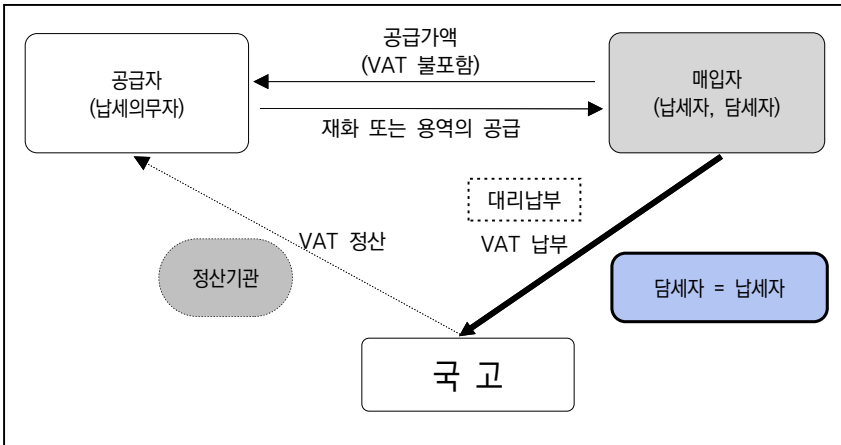 공급가액
(VAT 불포함)
공급자
(납세의무자)
매입자
(납세자, 담세자)
재화 또는 용역의 공급
대리납부
VAT 정산
VAT 납부
정산기관
담세자 = 납세자
국 고